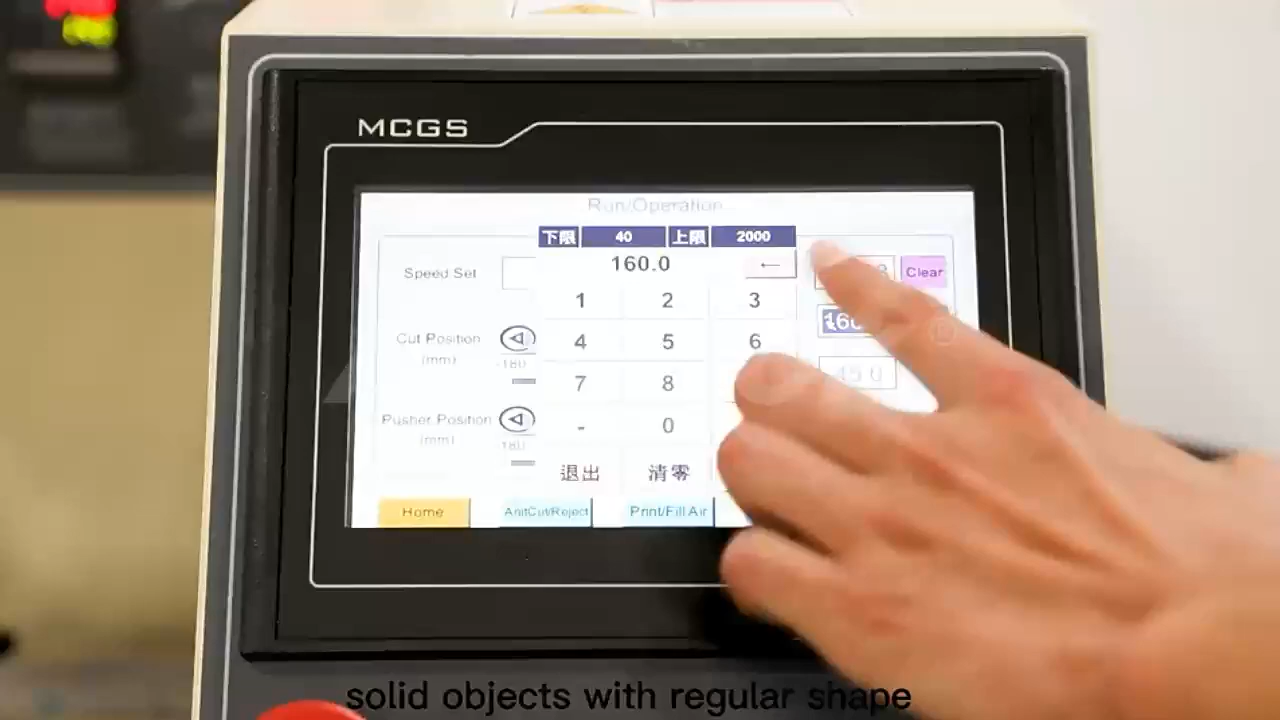 MCGS
Run/Operation
下限 40 上限 2000
160.0 ←
Speed Set
Clear
1 2 3
Cut Position
(mm)
4 5 6
-180
45.0
7 8
Pusher Position
(mm)
- 0
-180
退出 清零
Home AnitCut/Reject Print/Fill Air
solid objects with regular shape